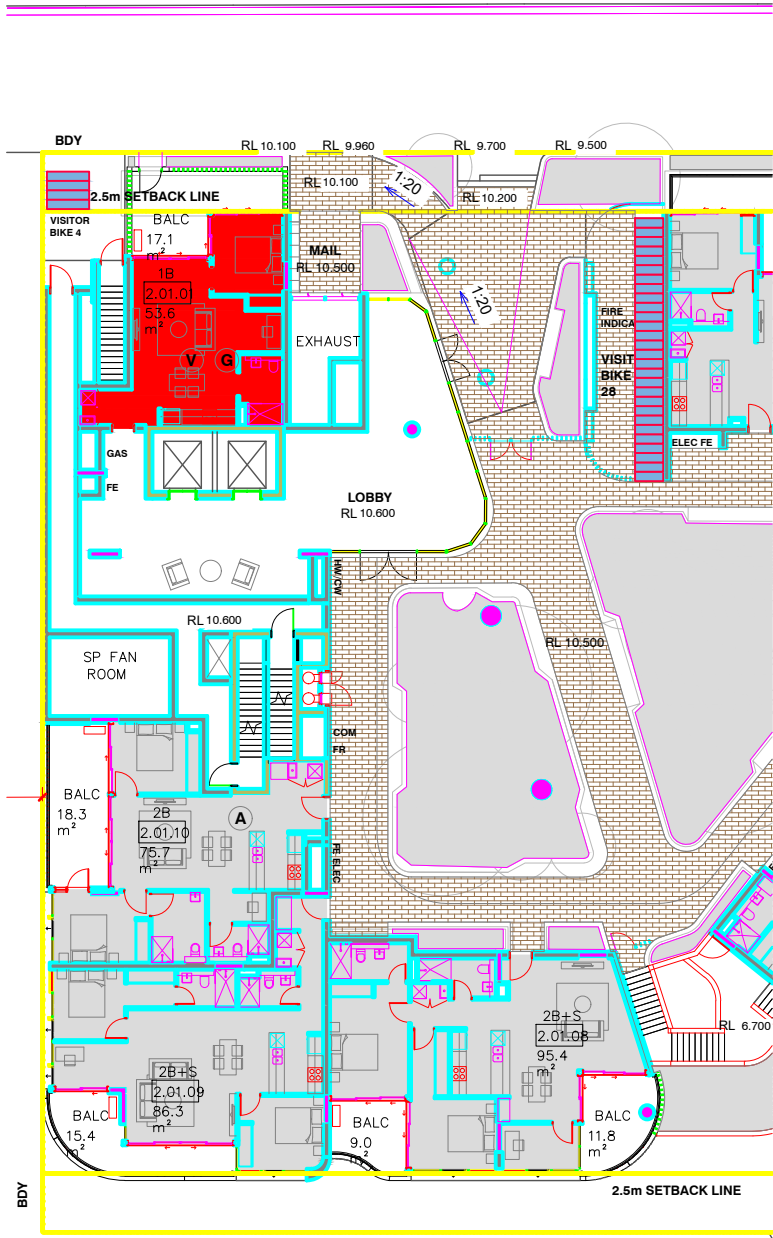 BDY
RL 10.100
RL 9.960
RL 9.700
RL 9.500
RL 10.100
1:20
2.5m SETBACK LINE
RL 10.200
VISITOR
BIKE 4
BALC
17.1
m²
MAIL
RL 10.500
1B
2.01.01
53.6
m²
1:20
FIRE
INDICA
EXHAUST
V
G
VISIT
BIKE
28
ELEC FE
GAS
FE
LOBBY
RL 10.600
HW/CW
RL 10.600
RL 10.500
SP FAN
ROOM
COM
FR
BALC
18.3
m²
2B
2.01.10
75.7
m²
A
FE ELEC
2B+S
2.01.08
95.4
m²
RL 6.700
2B+S
2.01.09
86.3
m²
BALC
15.4
m²
BALC
9.0
m²
BALC
11.8
m²
BDY
2.5m SETBACK LINE